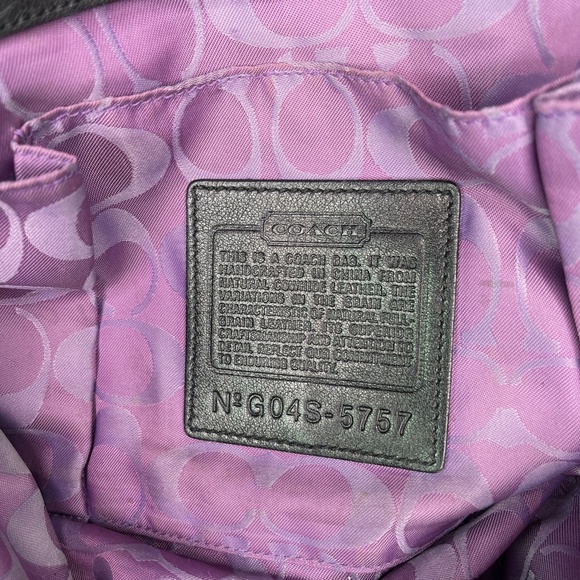 COACH
THIS IS A COACH BAG. IT WAS
HANDCRAFTED IN CHINA FROM
NATURAL COWHIDE LEATHER. THE
VARIATIONS IN THE GRAIN ARE
CHARACTERISTIC OF NATURAL FULL-
GRAIN LEATHER. ITS SUPERIOR
CRAFTSMANSHIP AND ATTENTION TO
DETAIL REFLECT OUR COMMITMENT
TO ENDURING QUALITY.
Nº G04S-5757